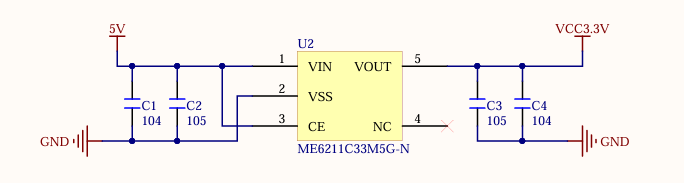 5V
VCC3.3V
U2
1
VIN
VOUT
5
2
VSS
C1
104
C2
105
C3
105
C4
104
3
CE
NC
4
GND
GND
ME6211C33M5G-N